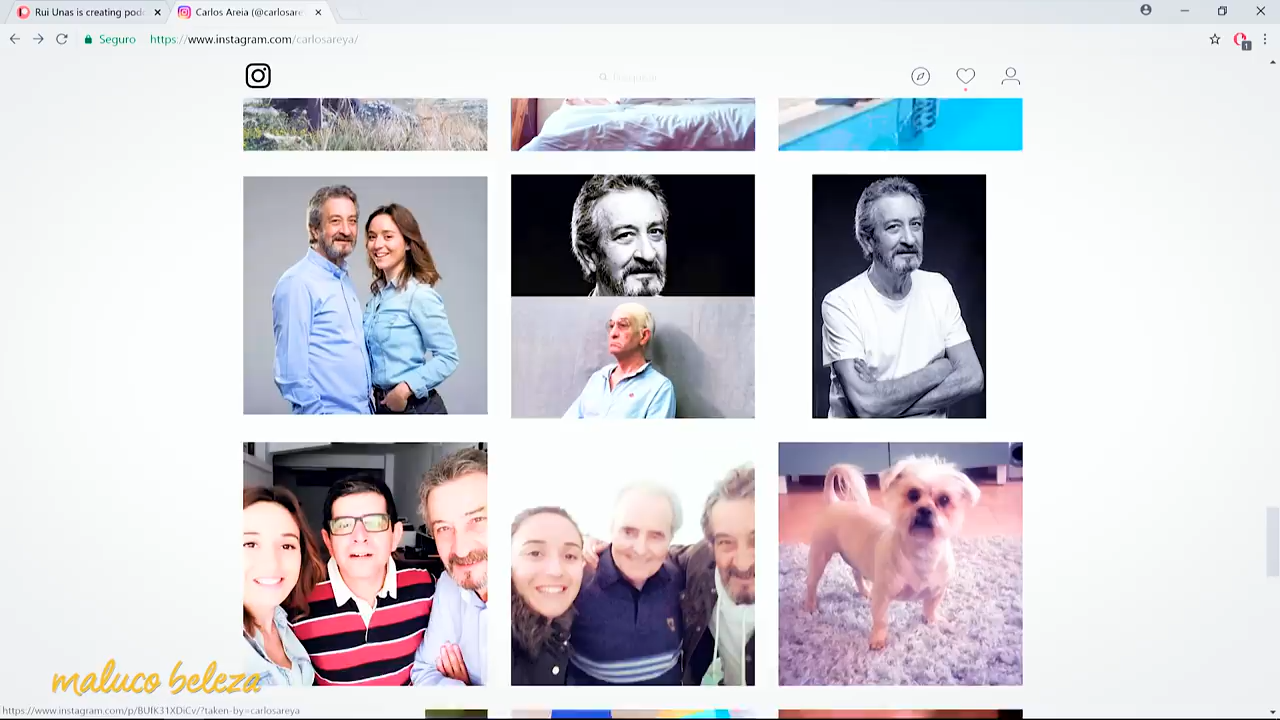 Rui Unas is creating pod
Carlos Areia (@carlosare
Seguro
https://www.instagram.com/carlosareya/
1
maluco beleza
https://www.instagram.com/p/BUfK31XDiCv/?taken-by=carlosareya